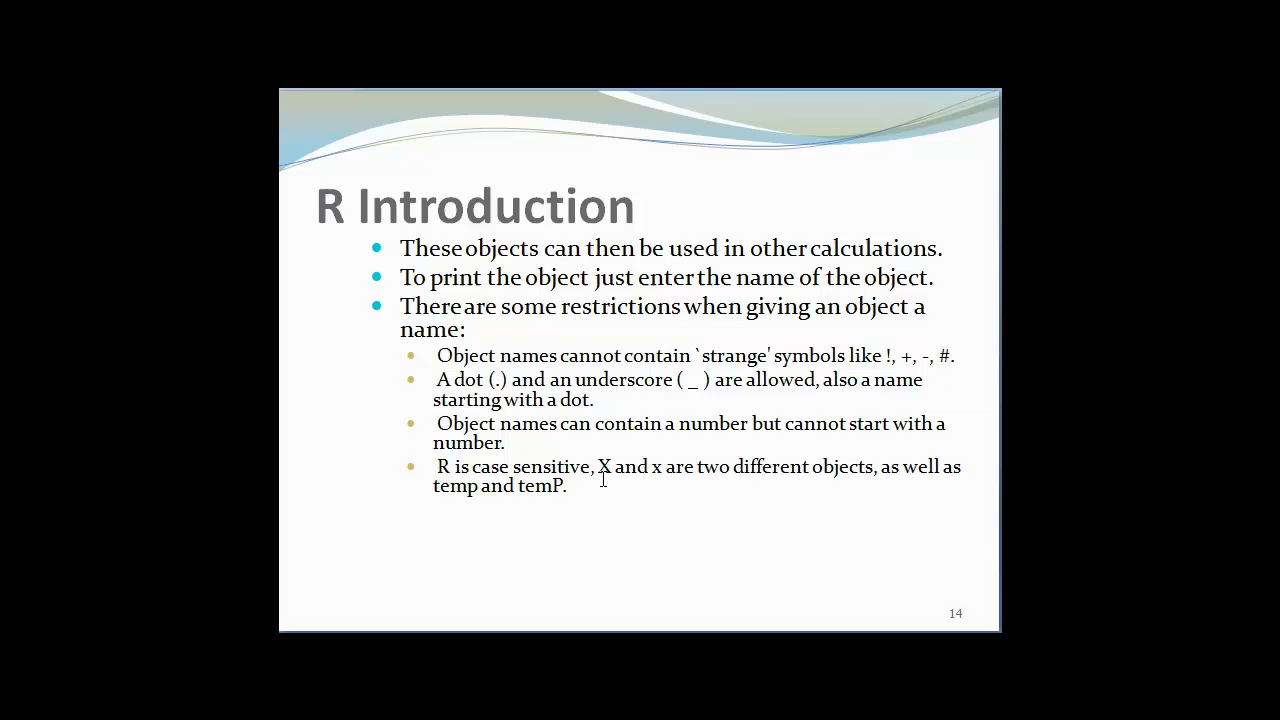 R Introduction
These objects can then be used in other calculations.
To print the object just enter the name of the object.
There are some restrictions when giving an object a
name:
Object names cannot contain `strange' symbols like !, +, -, #.
A dot (.) and an underscore ( _ ) are allowed, also a name
starting with a dot.
Object names can contain a number but cannot start with a
number.
R is case sensitive, X and x are two different objects, as well as
temp and temP.
14